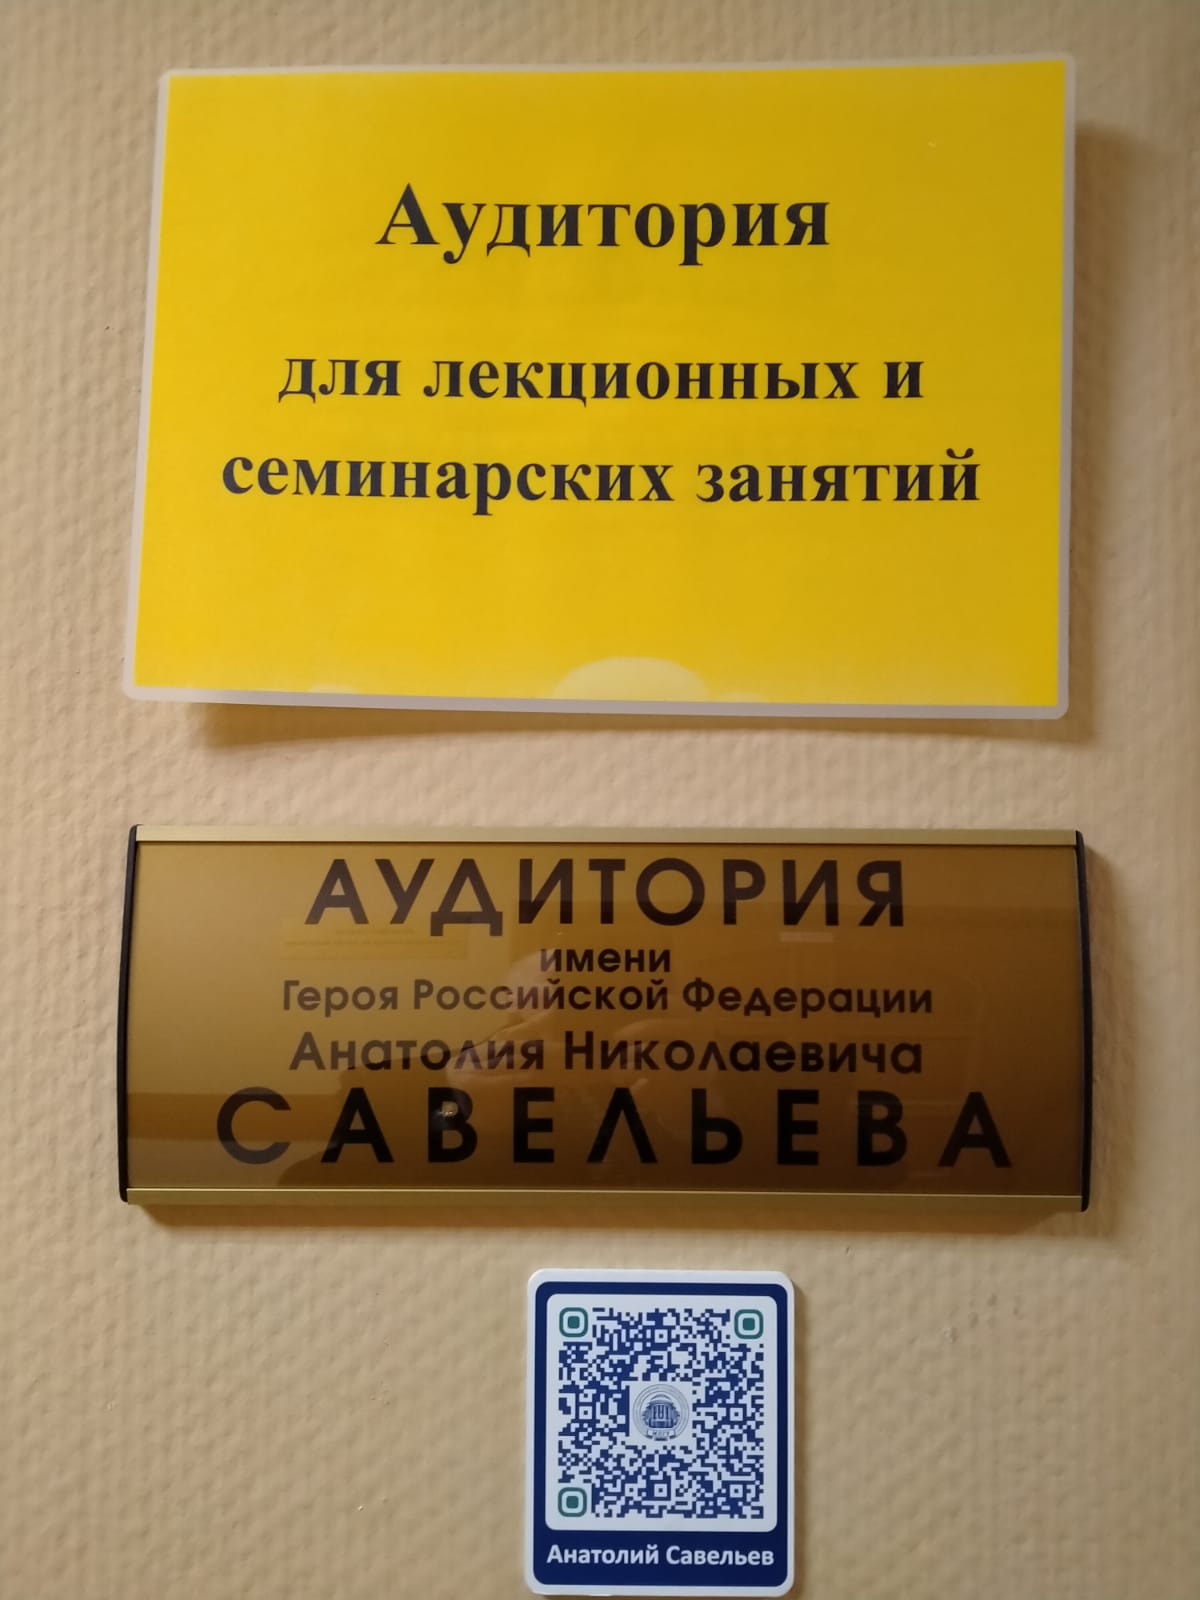 Аудитория
для лекционных и
семинарских занятий
АУДИТОРИЯ
имени
Героя Российской Федерации
Анатолия Николаевича
САВЕЛЬЕВА
Анатолий Савельев